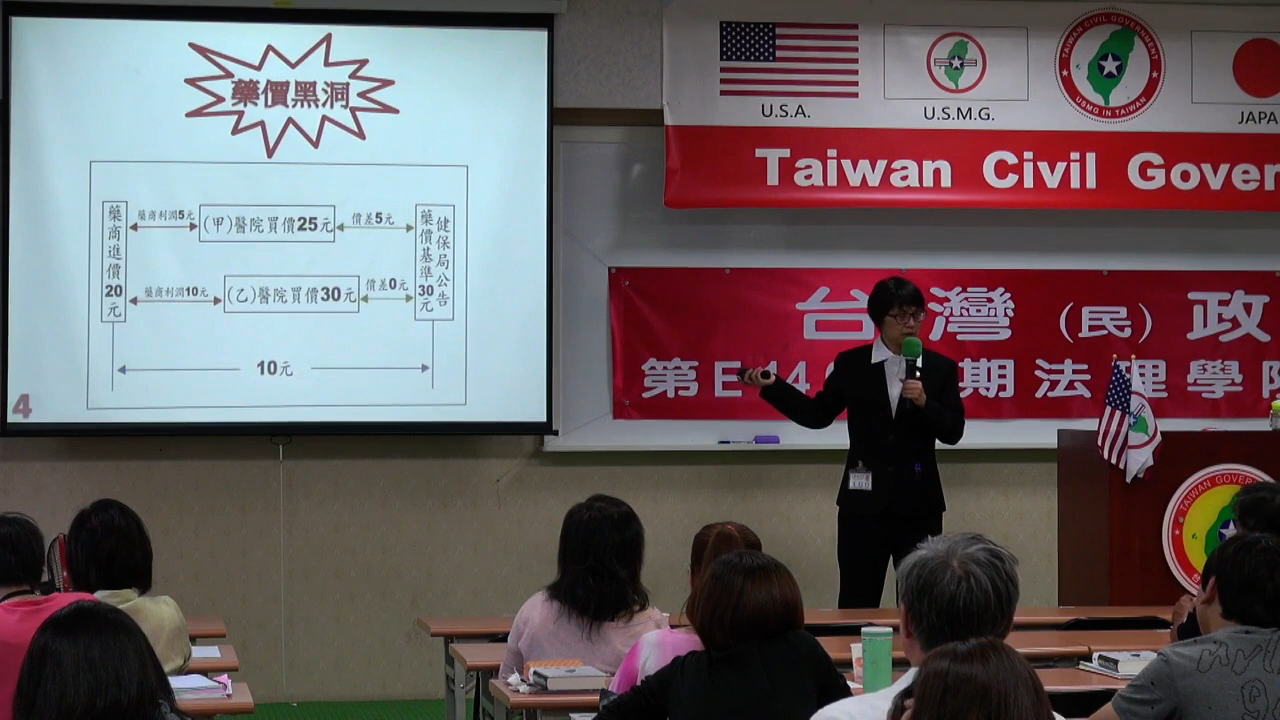 藥價黑洞
藥商進價20元
藥商利潤5元
(甲)醫院買價25元
價差5元
藥商利潤10元
(乙)醫院買價30元
價差0元
健保局公告
藥價基準30元
10元
4
U.S.A.
U.S.M.G.
TAIWAN CIVIL GOVERNMENT
USMG IN TAIWAN
JAPA
Taiwan Civil Gover
台灣(民)政
第E14 期法理學
TAIWAN GOVER